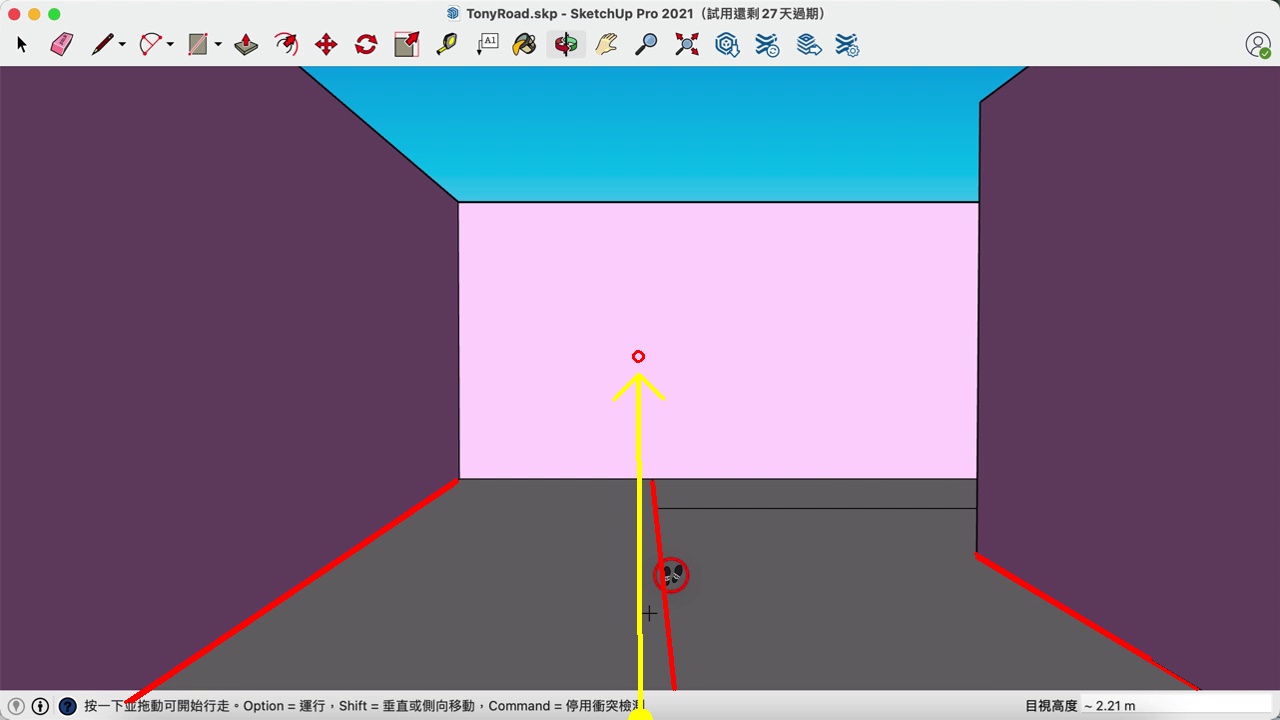 TonyRoad.skp - SketchUp Pro 2021（試用還剩 27 天過期）
A1
按一下並拖動可開始行走。Option = 運行，Shift = 垂直或側向移動，Command = 停用衝突檢測
目視高度 ~ 2.21 m